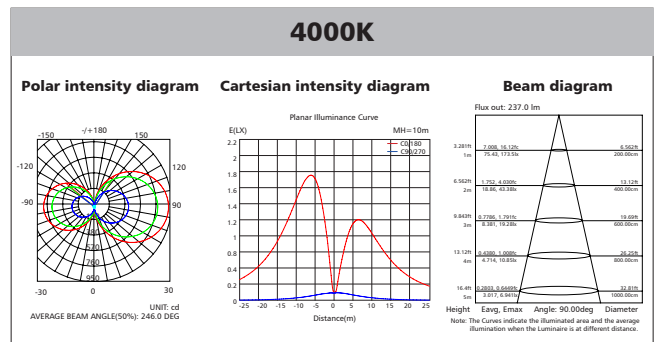 4000K
Polar intensity diagram
-/+180
-150
150
-120
120
-90
90
380
570
760
950
-30
0
30
UNIT: cd
AVERAGE BEAM ANGLE(50%): 246.0 DEG
Cartesian intensity diagram
Planar Illuminance Curve
E(LX)
MH=10m
C0/180
C90/270
2.2
2
1.8
1.6
1.4
1.2
1
0.8
0.6
0.4
0.2
0
-25 -20 -15 -10 -5 0 5 10 15 20 25
Distance(m)
Beam diagram
Flux out: 237.0 lm
3.281ft 7.008, 16.12fc 6.562ft
1m 75.43, 173.5lx 200.00cm
6.562ft 1.752, 4.030fc 13.12ft
2m 18.86, 43.38lx 400.00cm
9.843ft 0.7786, 1.791fc 19.69ft
3m 8.381, 19.28lx 600.00cm
13.12ft 0.4380, 1.008fc 26.25ft
4m 4.714, 10.85lx 800.00cm
16.4ft 0.2803, 0.6449fc 32.81ft
5m 3.017, 6.941lx 1000.00cm
Height Eavg, Emax Angle: 90.00deg Diameter
Note: The Curves indicate the illuminated area and the average
illumination when the Luminaire is at different distance.